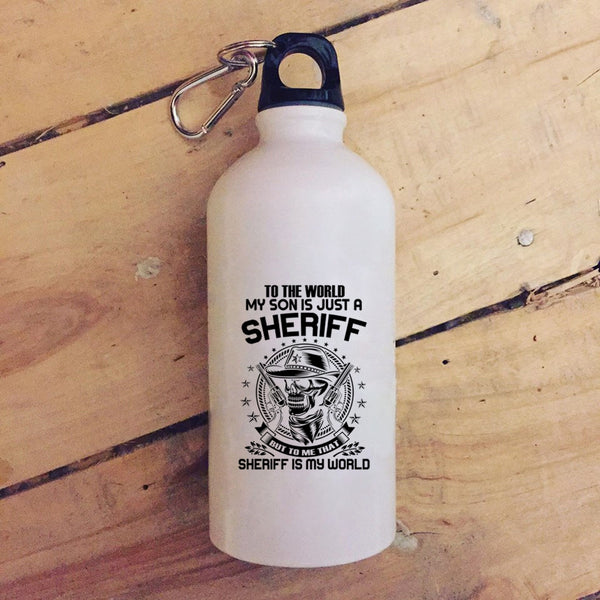 TO THE WORLD
MY SON IS JUST A
SHERIFF
BUT TO ME THAT
SHERIFF IS MY WORLD